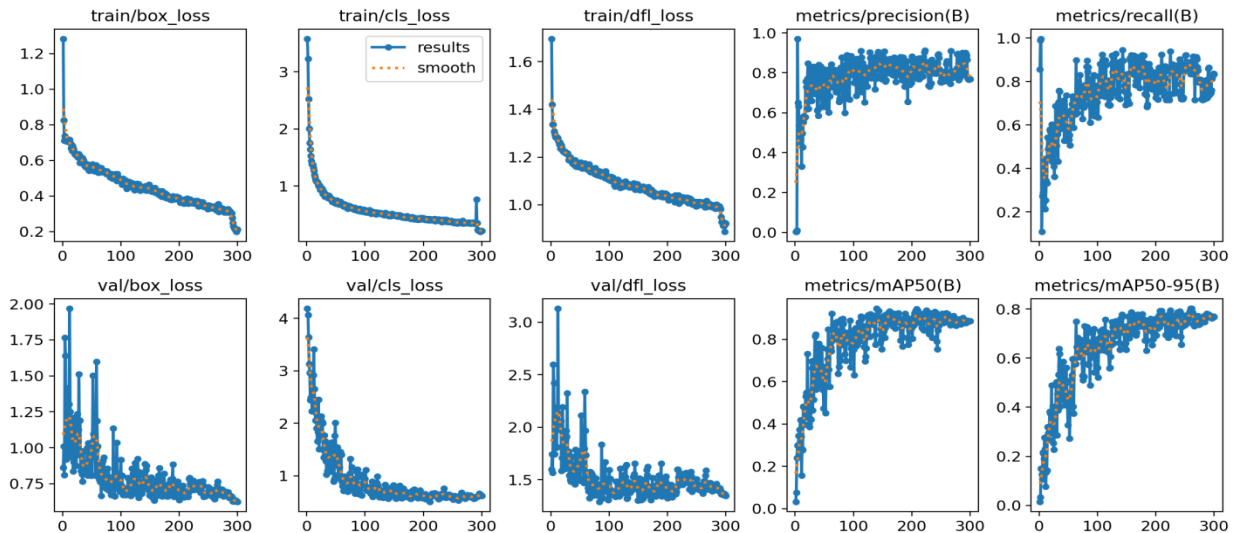 train/box_loss
train/cls_loss
train/dfl_loss
metrics/precision(B)
metrics/recall(B)
1.2
1.0
0.8
0.6
0.4
0.2
0 100 200 300
3
2
1
0 100 200 300
results
smooth
1.6
1.4
1.2
1.0
0 100 200 300
1.0
0.8
0.6
0.4
0.2
0.0
0 100 200 300
1.0
0.8
0.6
0.4
0.2
0 100 200 300
val/box_loss
val/cls_loss
val/dfl_loss
metrics/mAP50(B)
metrics/mAP50-95(B)
2.00
1.75
1.50
1.25
1.00
0.75
0 100 200 300
4
3
2
1
0 100 200 300
3.0
2.5
2.0
1.5
0 100 200 300
0.8
0.6
0.4
0.2
0.0
0 100 200 300
0.8
0.6
0.4
0.2
0.0
0 100 200 300